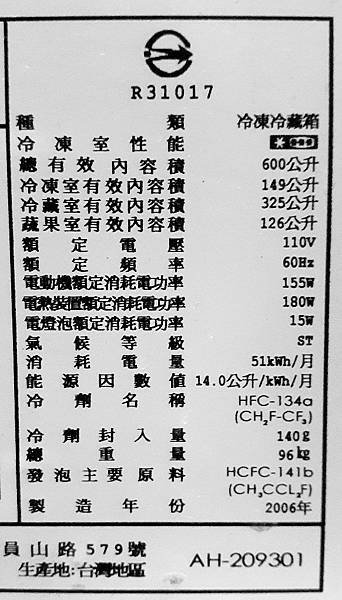 R31017
種類 冷凍冷藏箱
冷凍室性能
總有效內容積 600公升
冷凍室有效內容積 149公升
冷藏室有效內容積 325公升
蔬果室有效內容積 126公升
額定電壓 110V
額定頻率 60Hz
電動機額定消耗電功率 155W
電熱裝置額定消耗電功率 180W
電燈泡額定消耗電功率 15W
氣候等級 ST
消耗電量 51kWh/月
能源因數值 14.0公升/kWh/月
冷劑名稱 HFC-134a
(CH₂F-CF₃)
冷劑封入量 140g
總重量 96kg
發泡主要原料 HCFC-141b
(CH₃CCL₂F)
製造年份 2006年
員山路579號
生產地:台灣地區
AH-209301